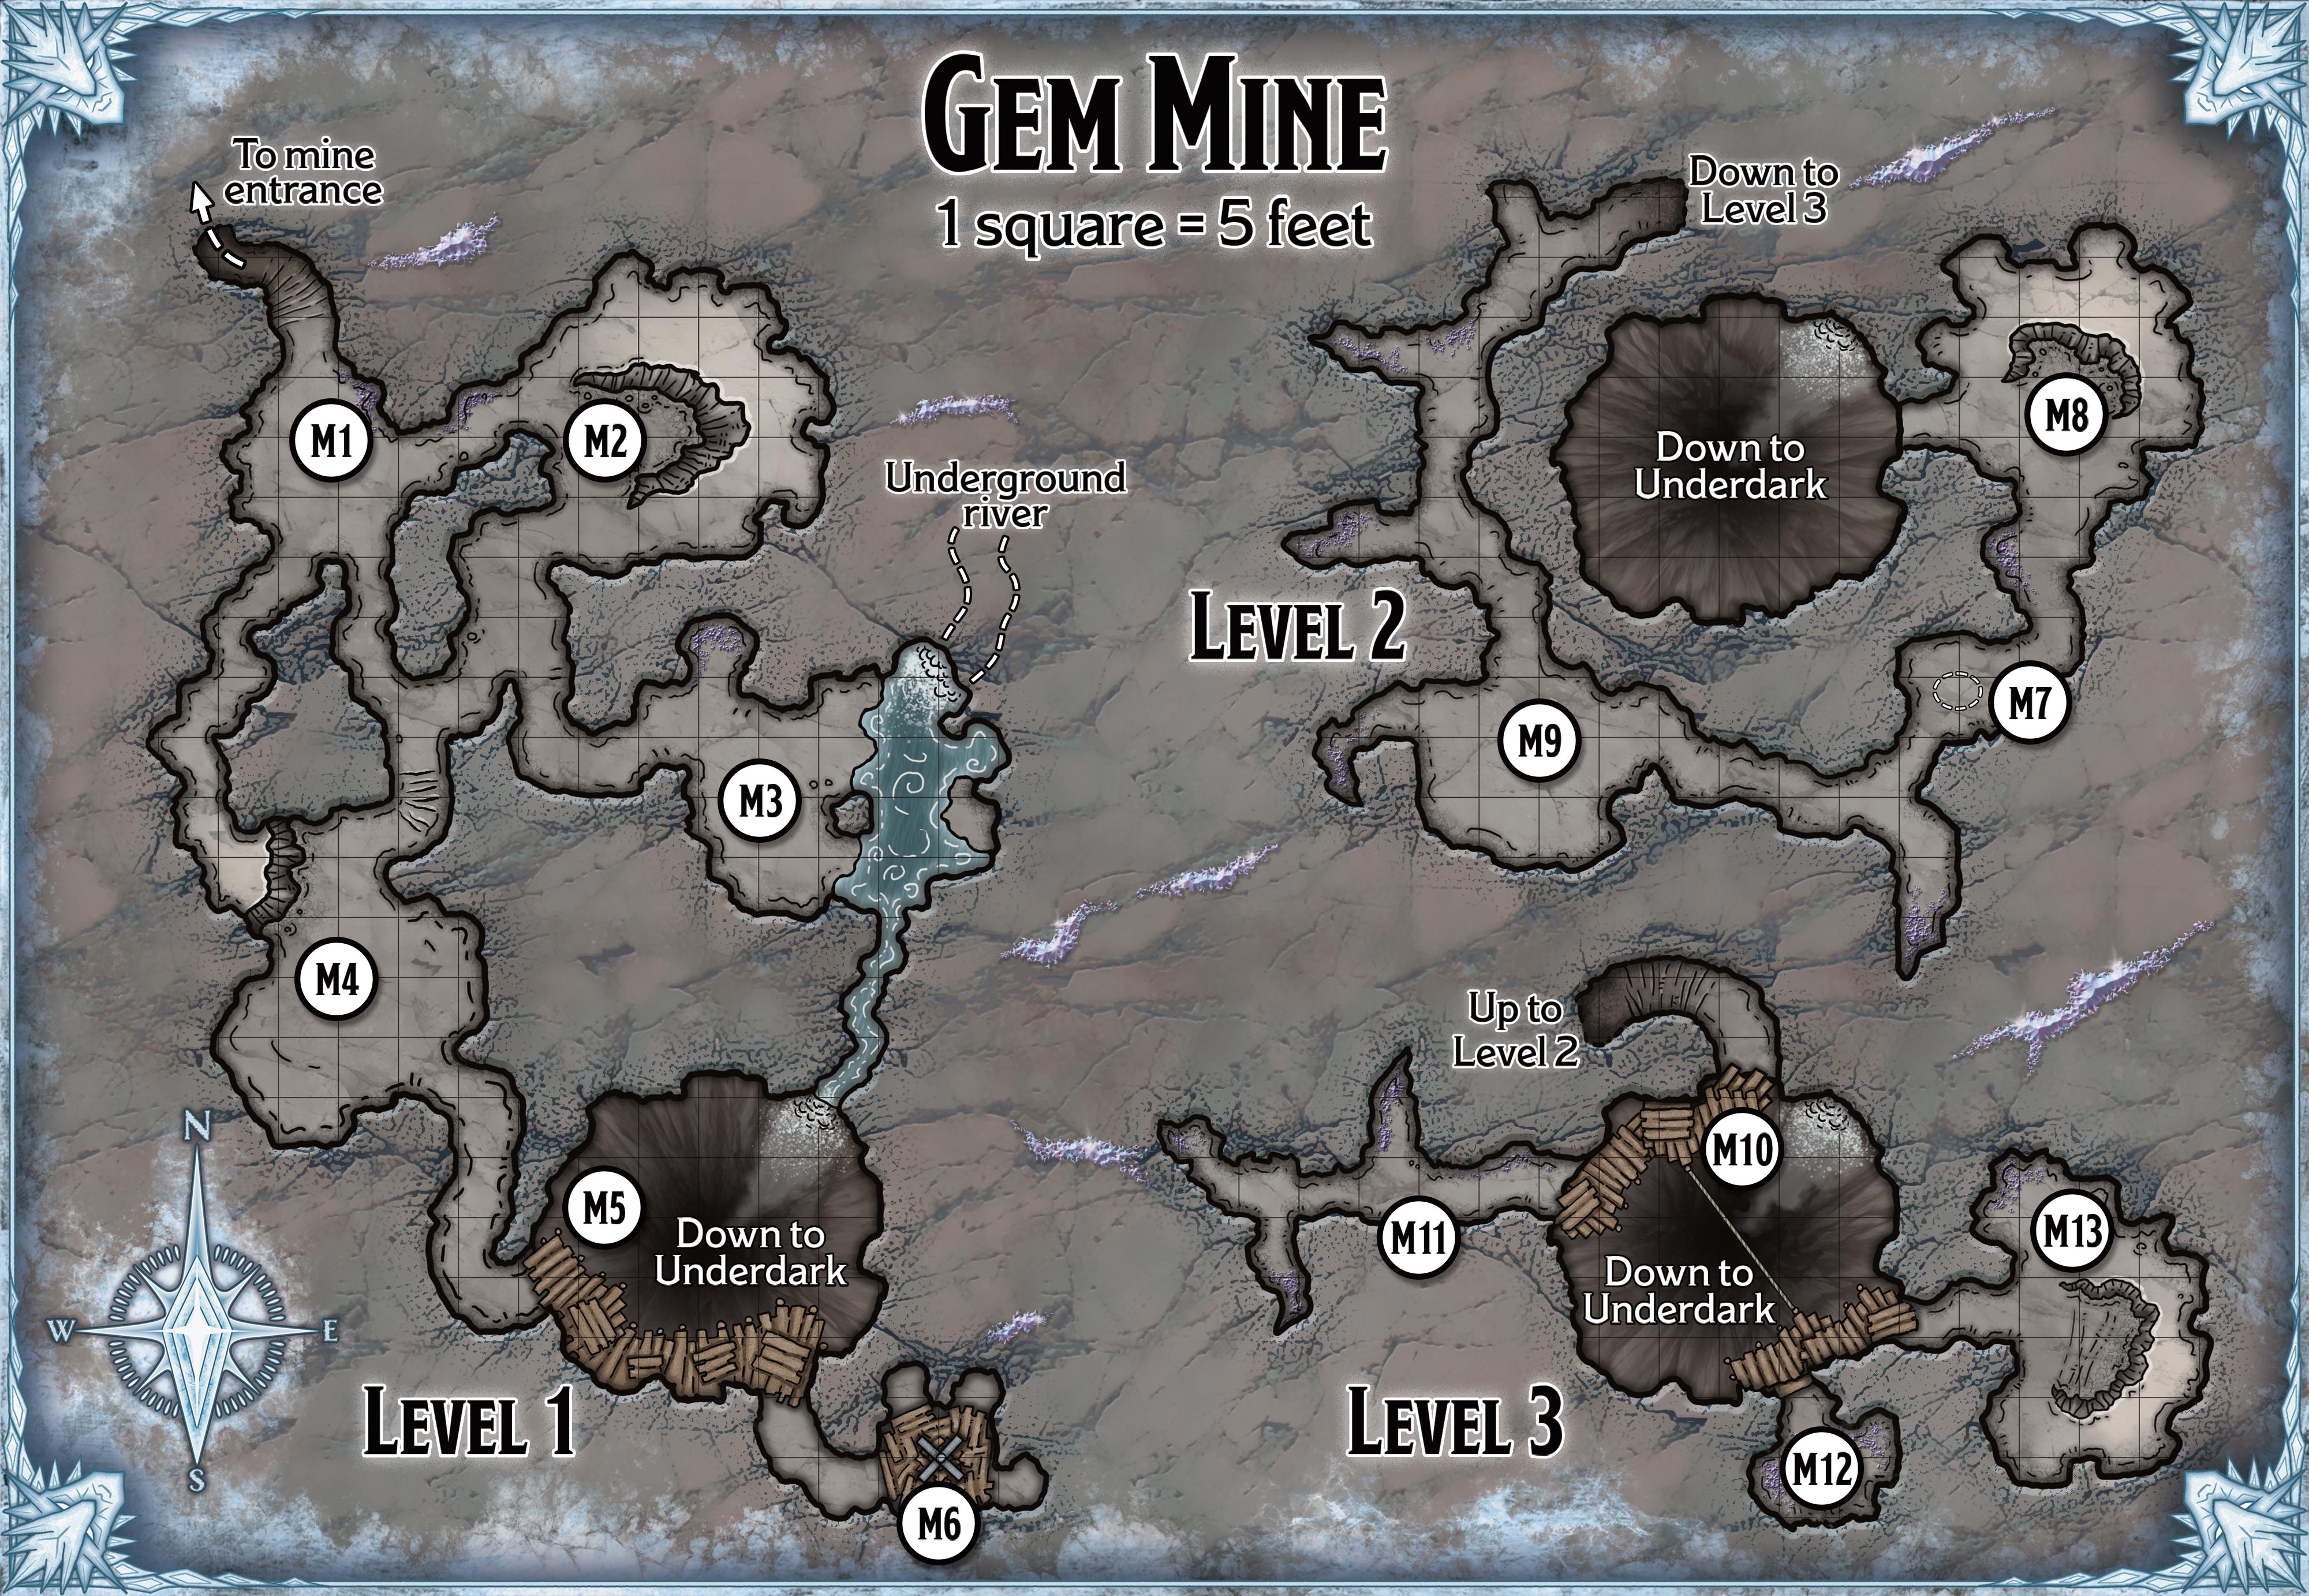 GEM MINE
1 square = 5 feet
To mine
entrance
Down to
Level 3
M1
M2
M8
Down to
Underdark
Underground
river
LEVEL 2
M7
M9
M3
M4
Up to
Level 2
N
W
E
S
M5
Down to
Underdark
M10
M11
M13
Down to
Underdark
LEVEL 1
LEVEL 3
M12
M6